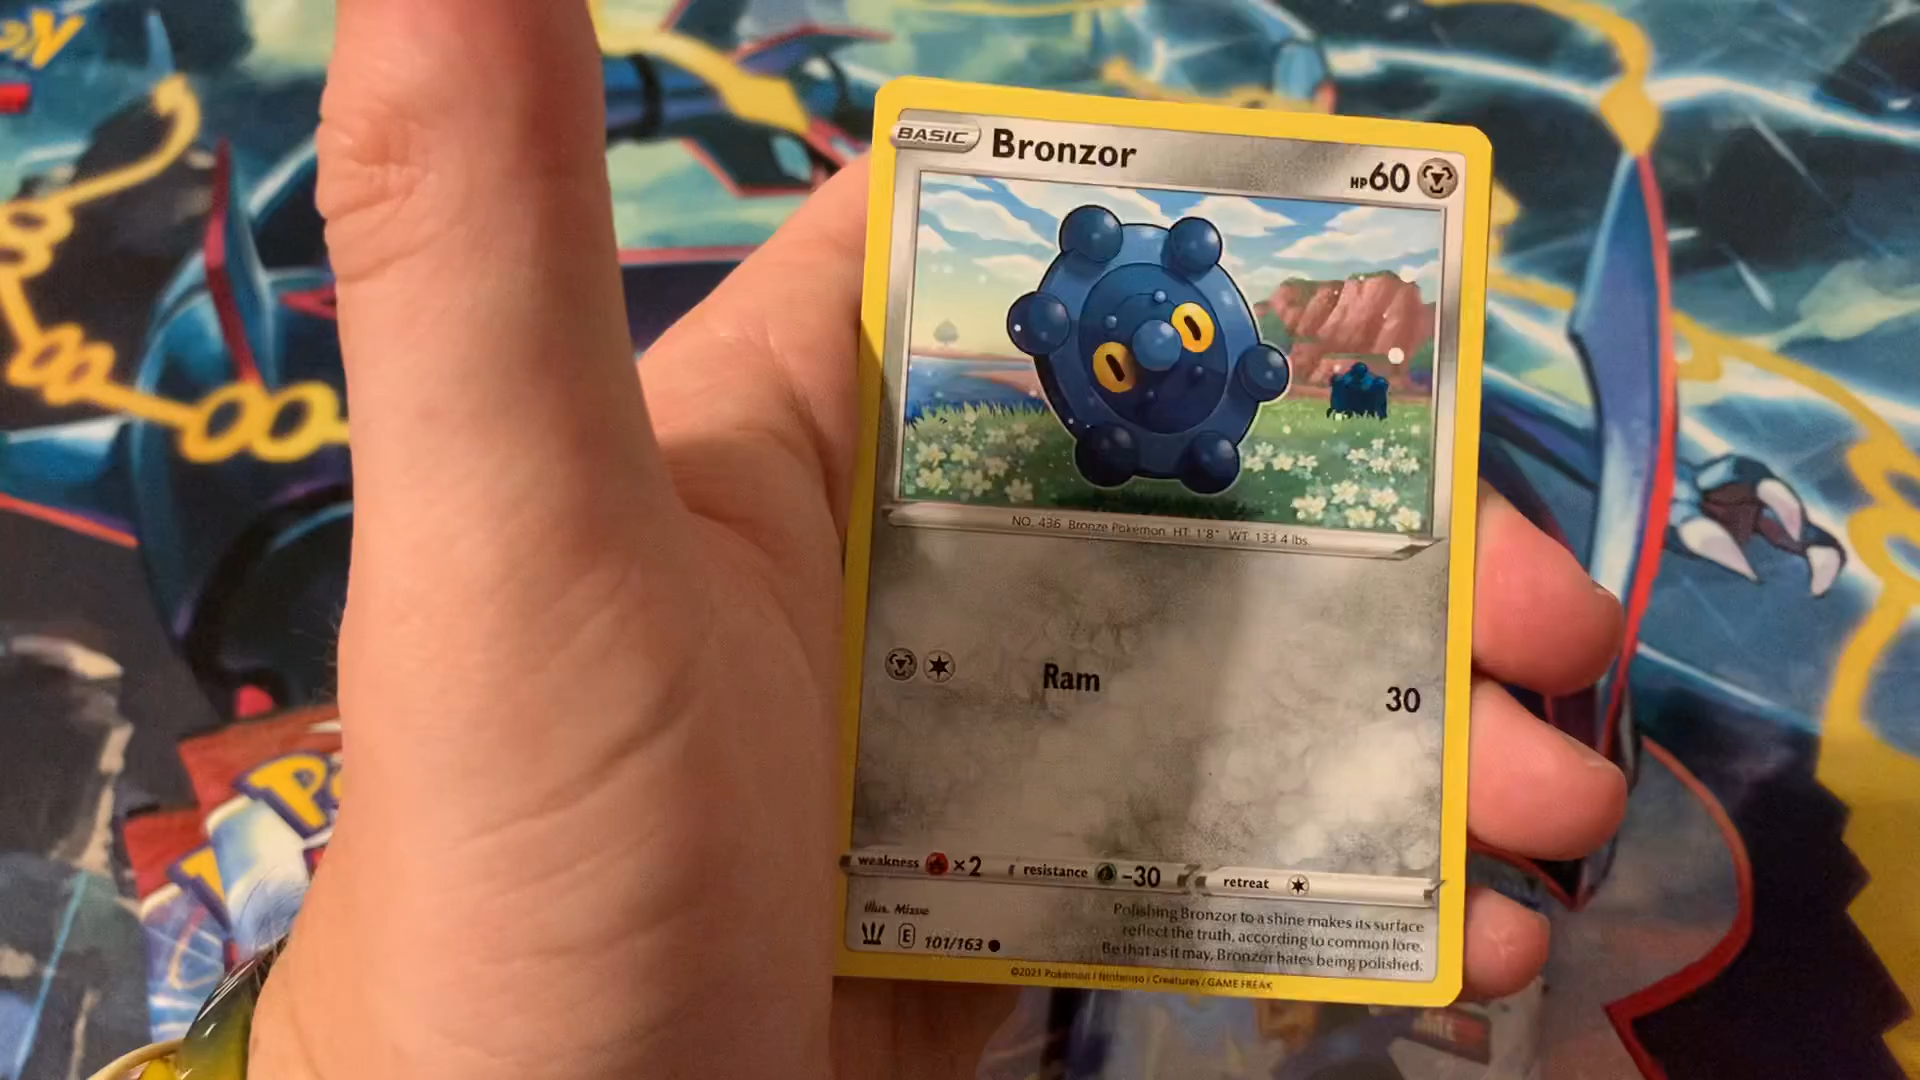 BASIC Bronzor HP60
NO. 436 Bronze Pokémon HT: 1'8" WT: 133.4 lbs.
Ram 30
weakness ×2 resistance -30 retreat
Illus. Mizue
Polishing Bronzor to a shine makes its surface
reflect the truth, according to common lore.
Be that as it may, Bronzor hates being polished.
E 101/163
©2021 Pokémon / Nintendo / Creatures / GAME FREAK